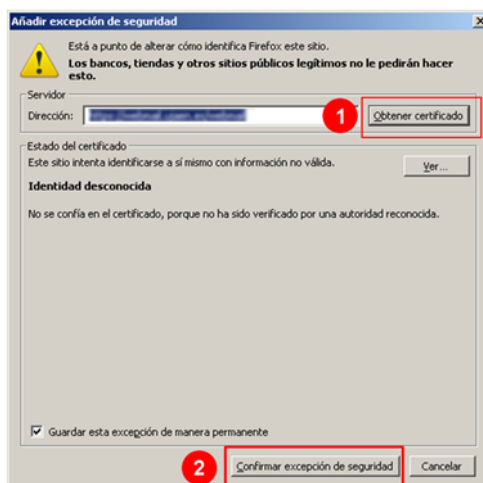 Añadir excepción de seguridad
Está a punto de alterar cómo identifica Firefox este sitio.
Los bancos, tiendas y otros sitios públicos legítimos no le pedirán hacer
esto.
Servidor
Dirección:
1
Obtener certificado
Estado del certificado
Este sitio intenta identificarse a sí mismo con información no válida.
Ver...
Identidad desconocida
No se confía en el certificado, porque no ha sido verificado por una autoridad reconocida.
Guardar esta excepción de manera permanente
2
Confirmar excepción de seguridad
Cancelar